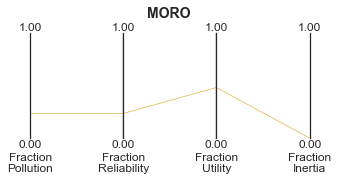 MORO
1.00 1.00 1.00 1.00
0.00 0.00 0.00 0.00
Fraction Fraction Fraction Fraction
Pollution Reliability Utility Inertia